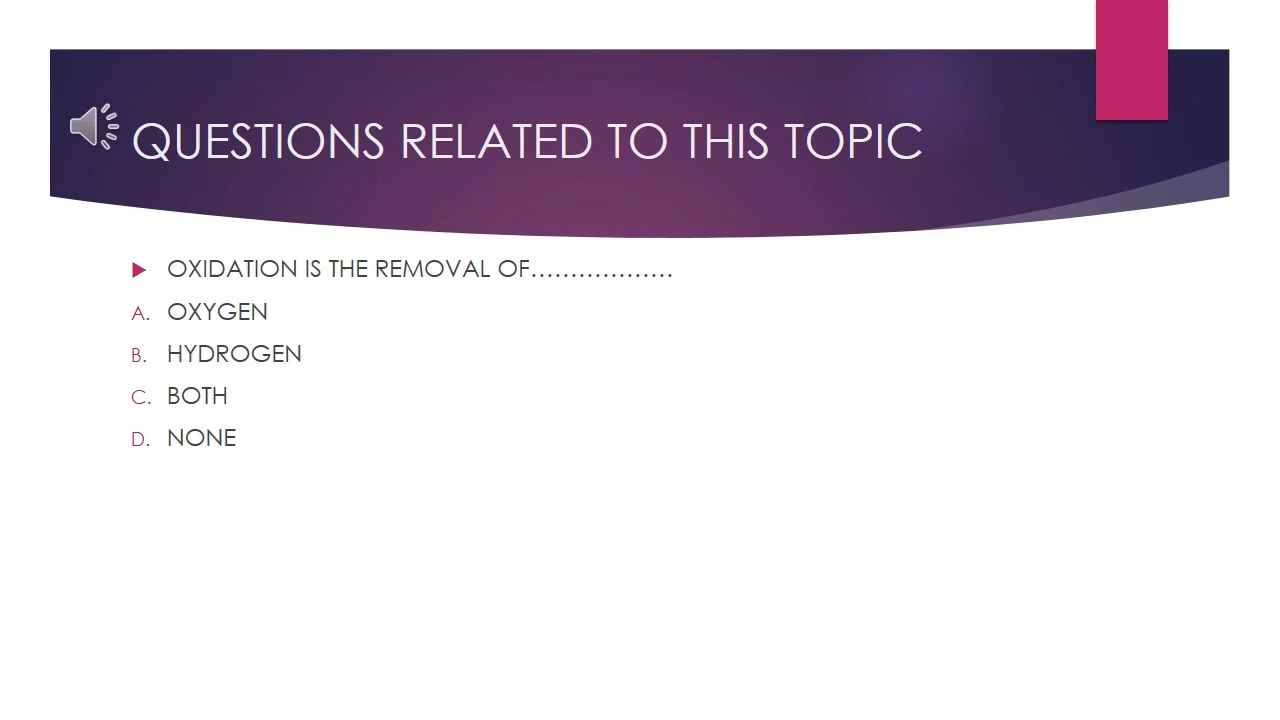 QUESTIONS RELATED TO THIS TOPIC
OXIDATION IS THE REMOVAL OF..................
A. OXYGEN
B. HYDROGEN
C. BOTH
D. NONE